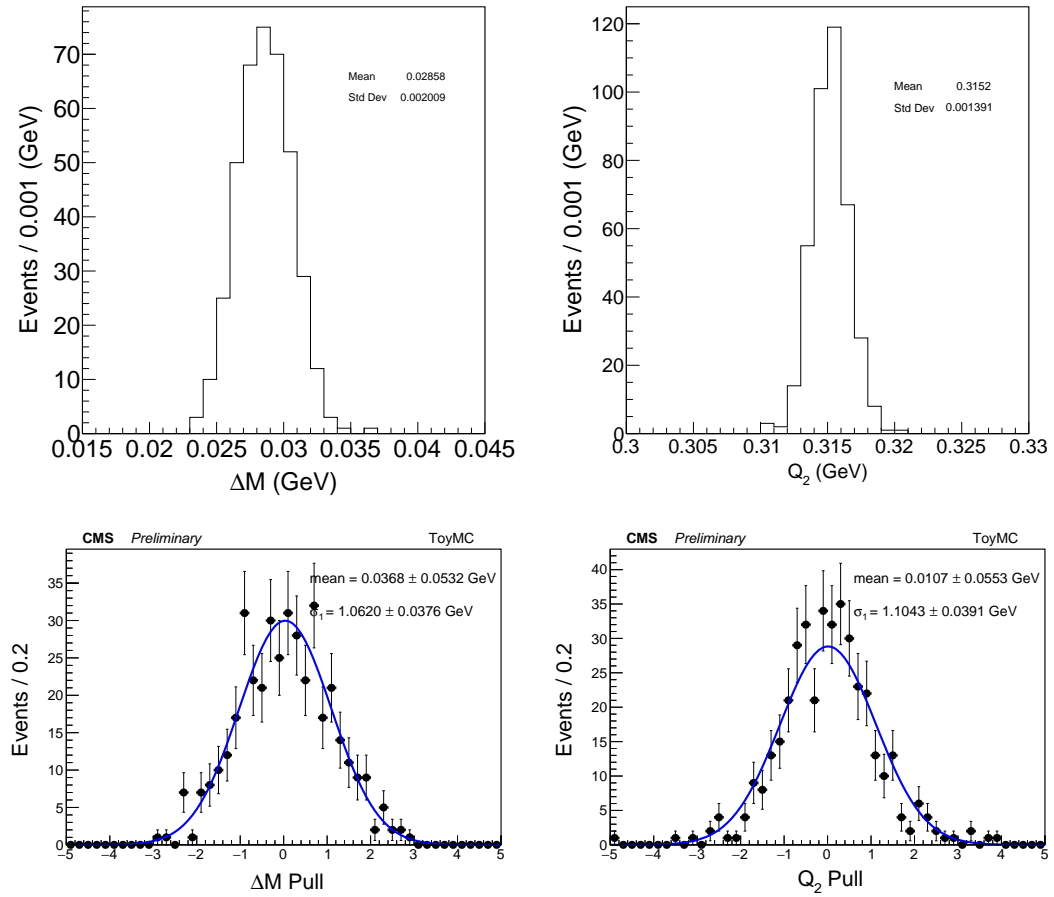 Events / 0.001 (GeV)
70
60
50
40
30
20
10
0
Mean 0.02858
Std Dev 0.002009
0.015 0.02 0.025 0.03 0.035 0.04 0.045
ΔM (GeV)
Events / 0.001 (GeV)
120
100
80
60
40
20
0
Mean 0.3152
Std Dev 0.001391
0.3 0.305 0.31 0.315 0.32 0.325 0.33
Q2 (GeV)
CMS Preliminary ToyMC
Events / 0.2
35
30
25
20
15
10
5
0
mean = 0.0368 ± 0.0532 GeV
σ1 = 1.0620 ± 0.0376 GeV
−5 −4 −3 −2 −1 0 1 2 3 4 5
ΔM Pull
CMS Preliminary ToyMC
Events / 0.2
40
35
30
25
20
15
10
5
0
mean = 0.0107 ± 0.0553 GeV
σ1 = 1.1043 ± 0.0391 GeV
−5 −4 −3 −2 −1 0 1 2 3 4 5
Q2 Pull